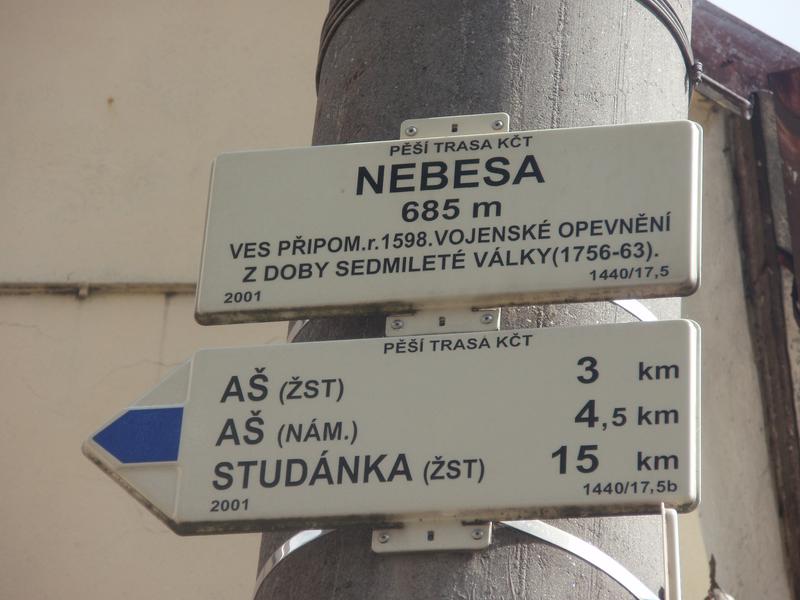 PĚŠÍ TRASA KČT
NEBESA
685 m
VES PŘIPOM.r.1598.VOJENSKÉ OPEVNĚNÍ
Z DOBY SEDMILETÉ VÁLKY(1756-63).
2001 1440/17,5
PĚŠÍ TRASA KČT
AŠ (ŽST) 3 km
AŠ (NÁM.) 4,5 km
STUDÁNKA (ŽST) 15 km
2001 1440/17,5b